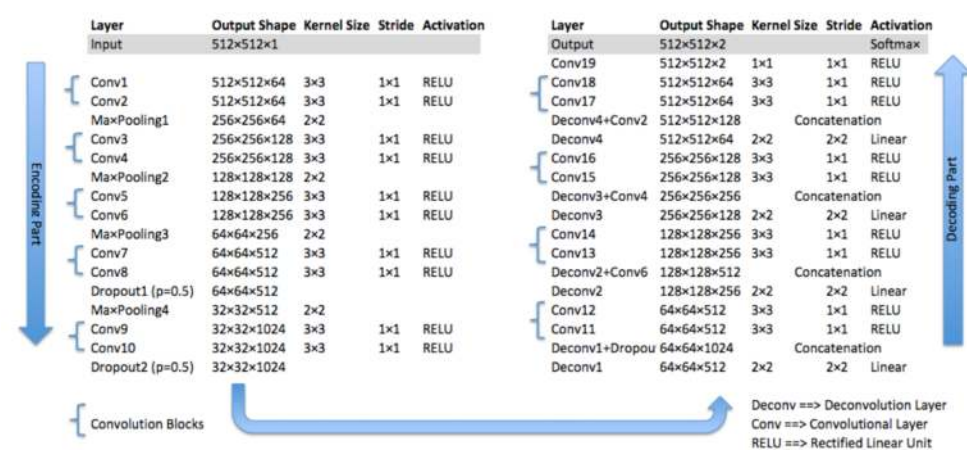 Layer Output Shape Kernel Size Stride Activation
Input 512×512×1
Conv1 512×512×64 3×3 1×1 RELU
Conv2 512×512×64 3×3 1×1 RELU
Max Pooling1 256×256×64 2×2
Conv3 256×256×128 3×3 1×1 RELU
Conv4 256×256×128 3×3 1×1 RELU
Max Pooling2 128×128×128 2×2
Conv5 128×128×256 3×3 1×1 RELU
Conv6 128×128×256 3×3 1×1 RELU
Max Pooling3 64×64×256 2×2
Conv7 64×64×512 3×3 1×1 RELU
Conv8 64×64×512 3×3 1×1 RELU
Dropout1 (p=0.5) 64×64×512
Max Pooling4 32×32×512 2×2
Conv9 32×32×1024 3×3 1×1 RELU
Conv10 32×32×1024 3×3 1×1 RELU
Dropout2 (p=0.5) 32×32×1024
Encoding Part
Convolution Blocks
Layer Output Shape Kernel Size Stride Activation
Output 512×512×2 Softmax
Conv19 512×512×2 1×1 1×1 RELU
Conv18 512×512×64 3×3 1×1 RELU
Conv17 512×512×64 3×3 1×1 RELU
Deconv4+Conv2 512×512×128 Concatenation
Deconv4 512×512×64 2×2 2×2 Linear
Conv16 256×256×128 3×3 1×1 RELU
Conv15 256×256×128 3×3 1×1 RELU
Deconv3+Conv4 256×256×256 Concatenation
Deconv3 256×256×128 2×2 2×2 Linear
Conv14 128×128×256 3×3 1×1 RELU
Conv13 128×128×256 3×3 1×1 RELU
Deconv2+Conv6 128×128×512 Concatenation
Deconv2 128×128×256 2×2 2×2 Linear
Conv12 64×64×512 3×3 1×1 RELU
Conv11 64×64×512 3×3 1×1 RELU
Deconv1+Dropou 64×64×1024 Concatenation
Deconv1 64×64×512 2×2 2×2 Linear
Decoding Part
Deconv ==> Deconvolution Layer
Conv ==> Convolutional Layer
RELU ==> Rectified Linear Unit